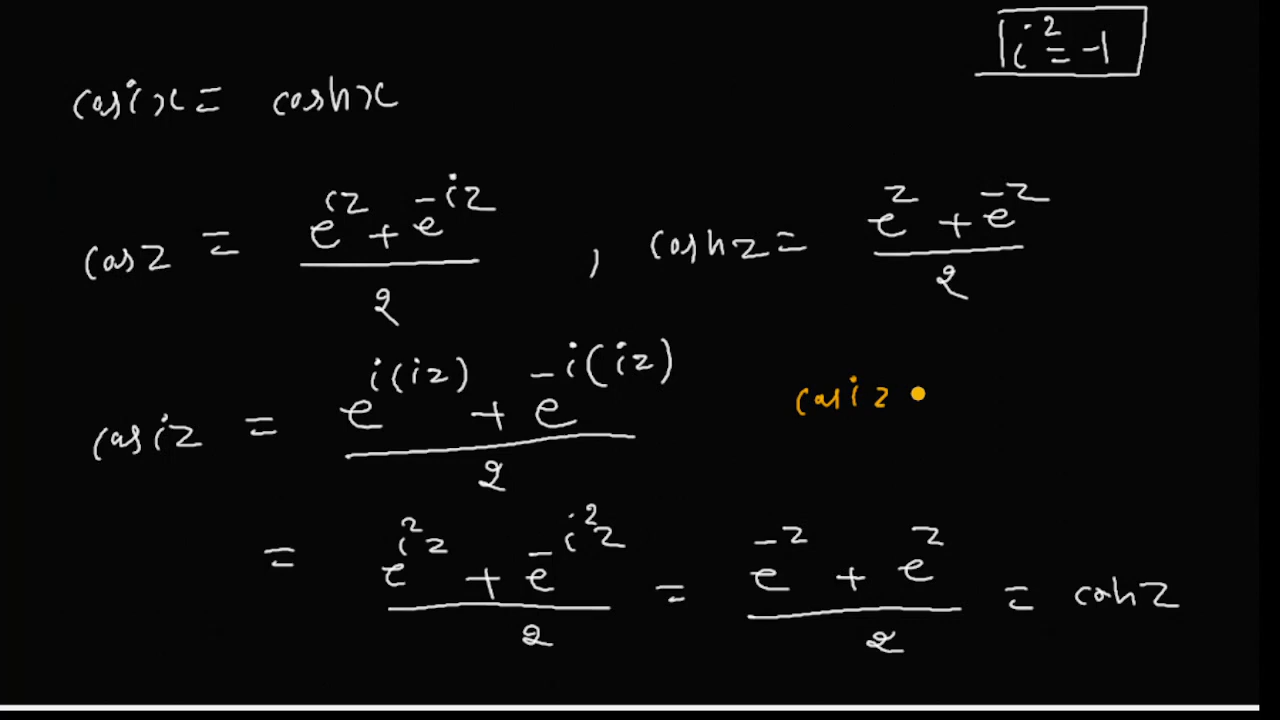 i² = -1
cos ix = coshx
cos z = (e^{iz} + e^{-iz})/2 , cosh z = (e^{z} + e^{-z})/2
cos iz = (e^{i(iz)} + e^{-i(iz)})/2 cos iz
= (e^{i²z} + e^{-i²z})/2 = (e^{-z} + e^{z})/2 = cosh z